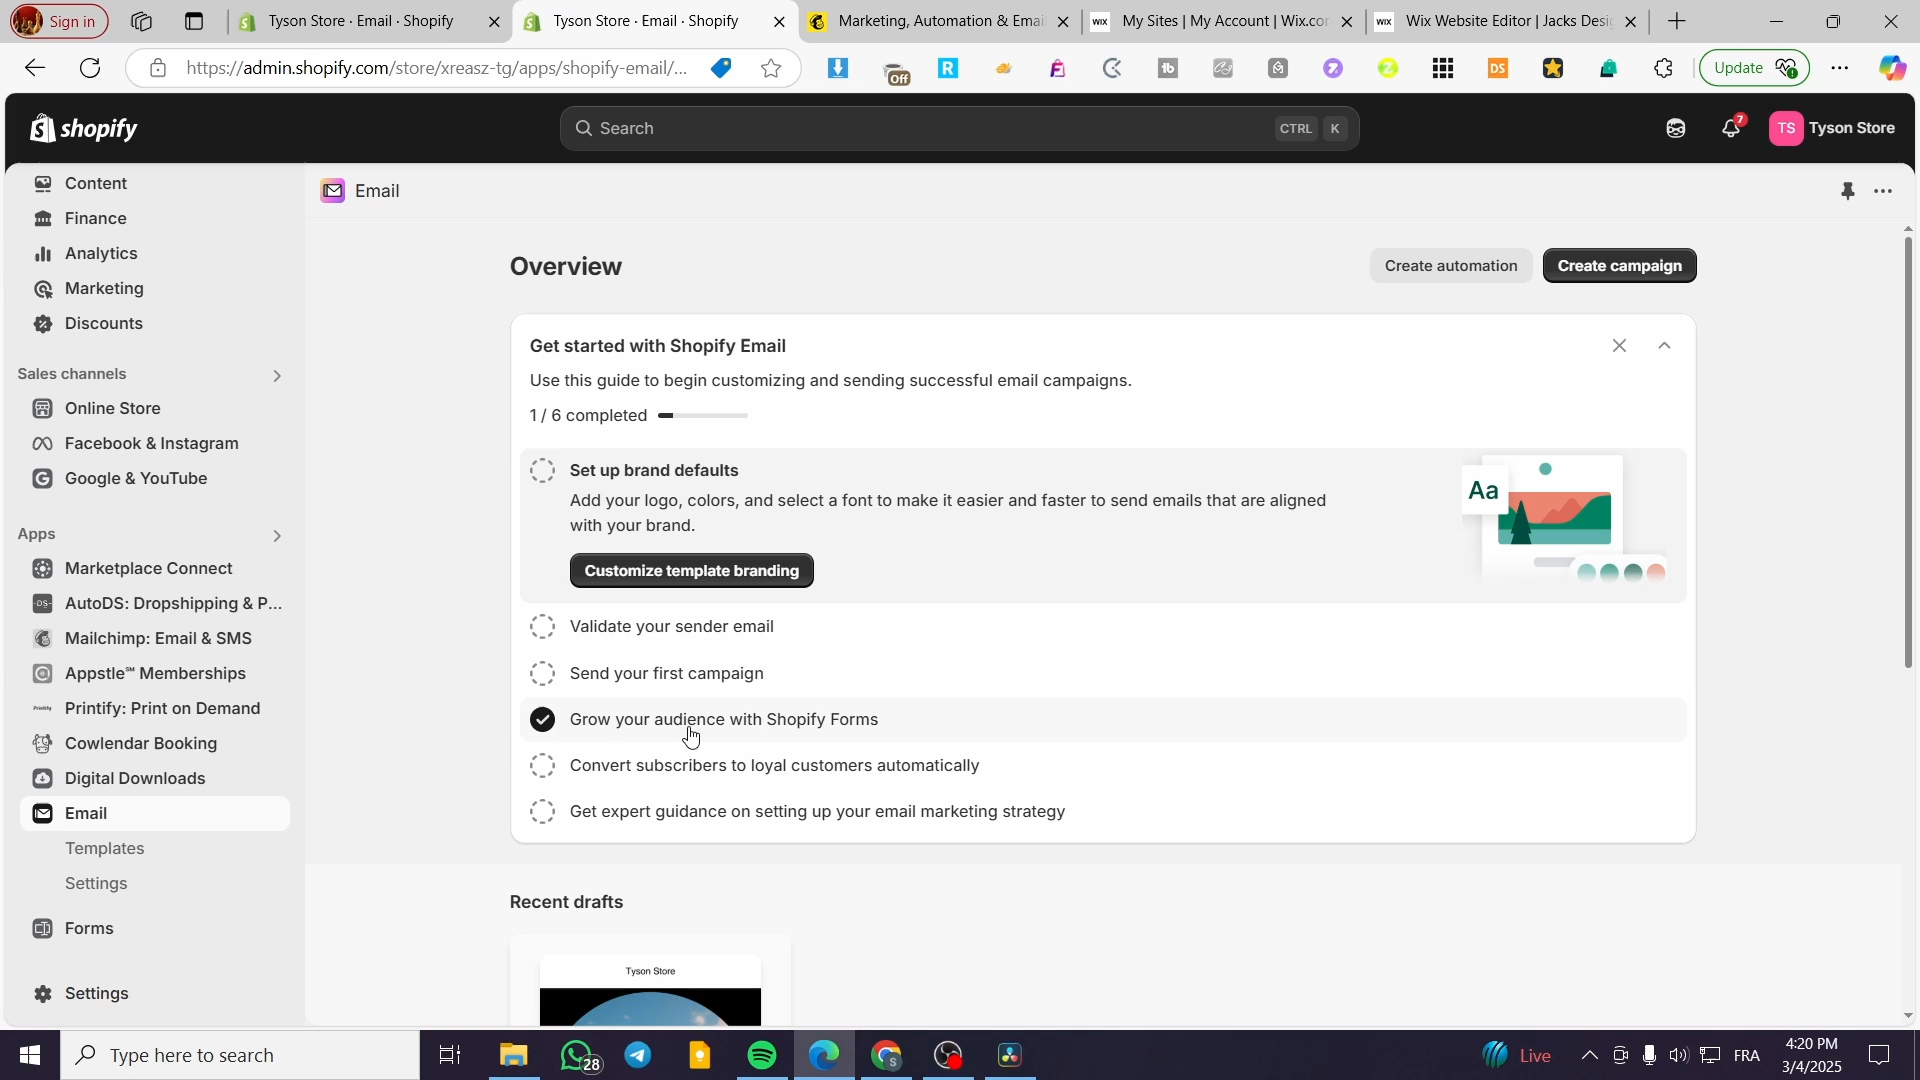 Sign in
Tyson Store · Email · Shopify
Tyson Store · Email · Shopify
Marketing, Automation & Emai
WIX
My Sites | My Account | Wix.cor
WIX
Wix Website Editor | Jacks Desi
https://admin.shopify.com/store/xreasz-tg/apps/shopify-email/...
Off
R
DS
Update
shopify
Search
CTRL K
7
TS
Tyson Store
Content
Finance
Analytics
Marketing
Discounts
Sales channels
Online Store
Facebook & Instagram
Google & YouTube
Apps
Marketplace Connect
AutoDS: Dropshipping & P...
Mailchimp: Email & SMS
Appstle℠ Memberships
Printify: Print on Demand
Cowlendar Booking
Digital Downloads
Email
Templates
Settings
Forms
Settings
Email
Overview
Create automation
Create campaign
Get started with Shopify Email
Use this guide to begin customizing and sending successful email campaigns.
1 / 6 completed
Set up brand defaults
Add your logo, colors, and select a font to make it easier and faster to send emails that are aligned
with your brand.
Customize template branding
Aa
Validate your sender email
Send your first campaign
Grow your audience with Shopify Forms
Convert subscribers to loyal customers automatically
Get expert guidance on setting up your email marketing strategy
Recent drafts
Tyson Store
Type here to search
28
Live
FRA
4:20 PM
3/4/2025